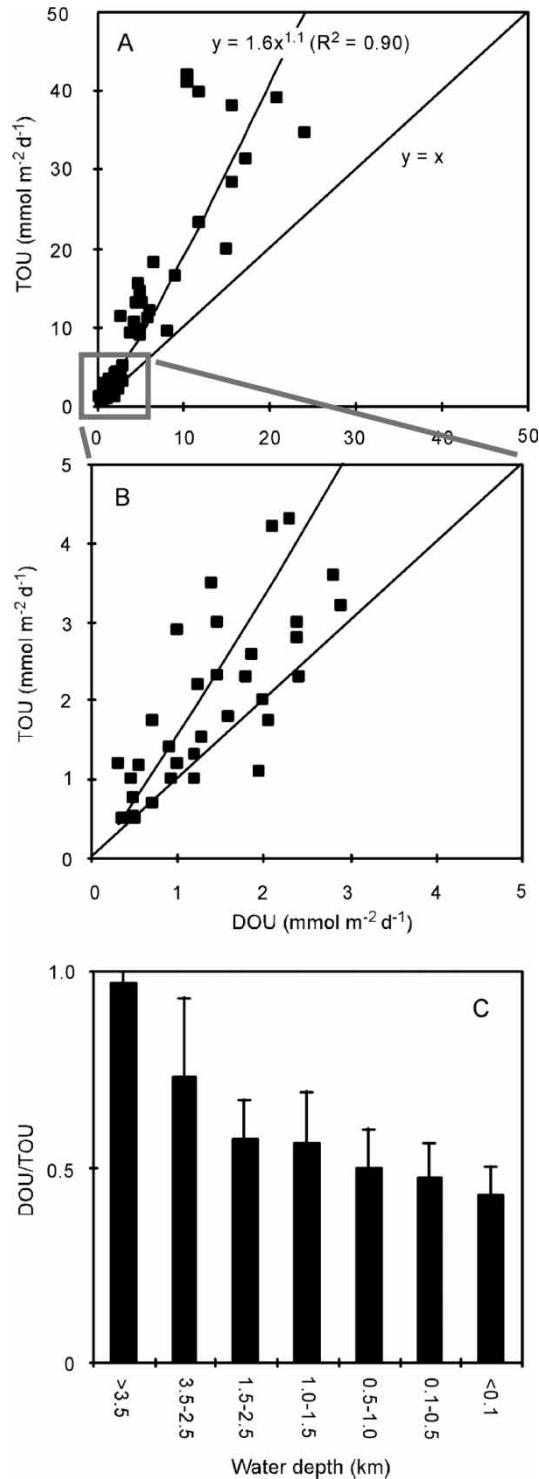 A
y = 1.6x^1.1 (R² = 0.90)
y = x
TOU (mmol m⁻² d⁻¹)
50
40
30
20
10
0
0 10 20 30 40 50
B
TOU (mmol m⁻² d⁻¹)
5
4
3
2
1
0
0 1 2 3 4 5
DOU (mmol m⁻² d⁻¹)
C
DOU/TOU
1.0
0.5
0
>3.5
3.5-2.5
1.5-2.5
1.0-1.5
0.5-1.0
0.1-0.5
<0.1
Water depth (km)